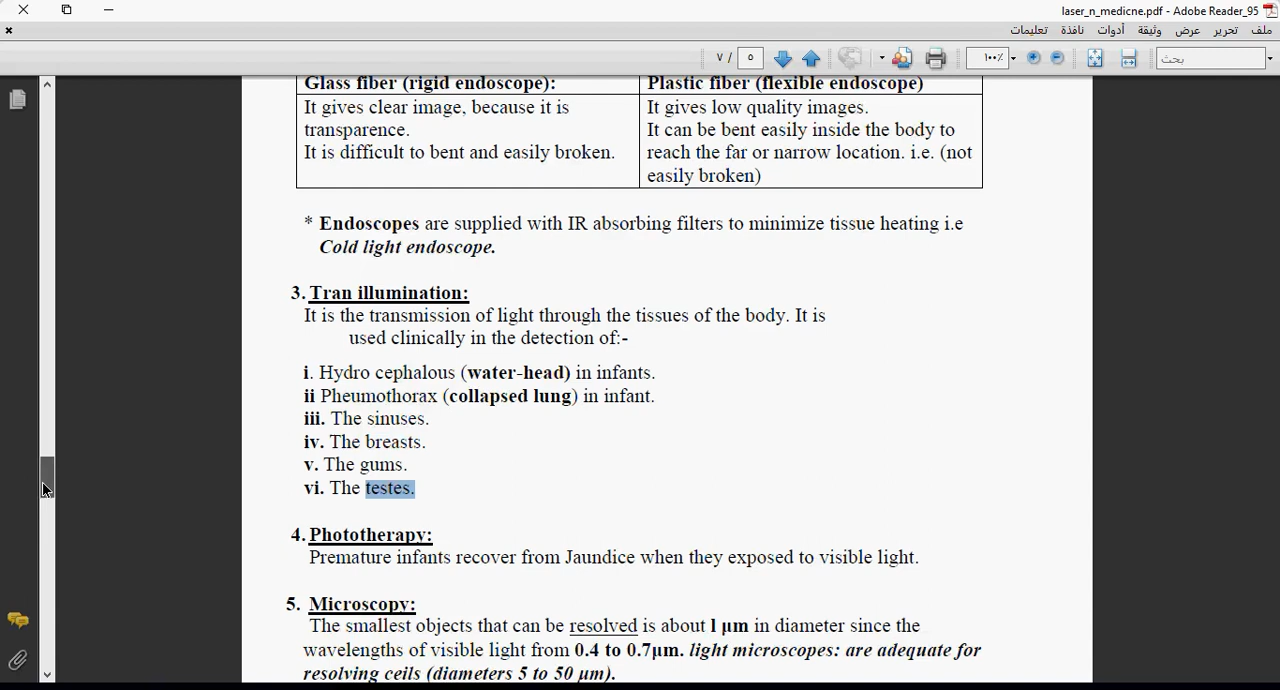 laser_n_medicne.pdf - Adobe Reader_95
ملف تحرير عرض وثيقة أدوات نافذة تعليمات
٧ / ٥ ١٠٠٪ بحث
Glass fiber (rigid endoscope): Plastic fiber (flexible endoscope)
It gives clear image, because it is
transparence.
It is difficult to bent and easily broken.
It gives low quality images.
It can be bent easily inside the body to
reach the far or narrow location. i.e. (not
easily broken)
* Endoscopes are supplied with IR absorbing filters to minimize tissue heating i.e
Cold light endoscope.
3. Tran illumination:
It is the transmission of light through the tissues of the body. It is
used clinically in the detection of:-
i. Hydro cephalous (water-head) in infants.
ii Pheumothorax (collapsed lung) in infant.
iii. The sinuses.
iv. The breasts.
v. The gums.
vi. The testes.
4. Phototherapy:
Premature infants recover from Jaundice when they exposed to visible light.
5. Microscopy:
The smallest objects that can be resolved is about l μm in diameter since the
wavelengths of visible light from 0.4 to 0.7μm. light microscopes: are adequate for
resolving ceils (diameters 5 to 50 μm).